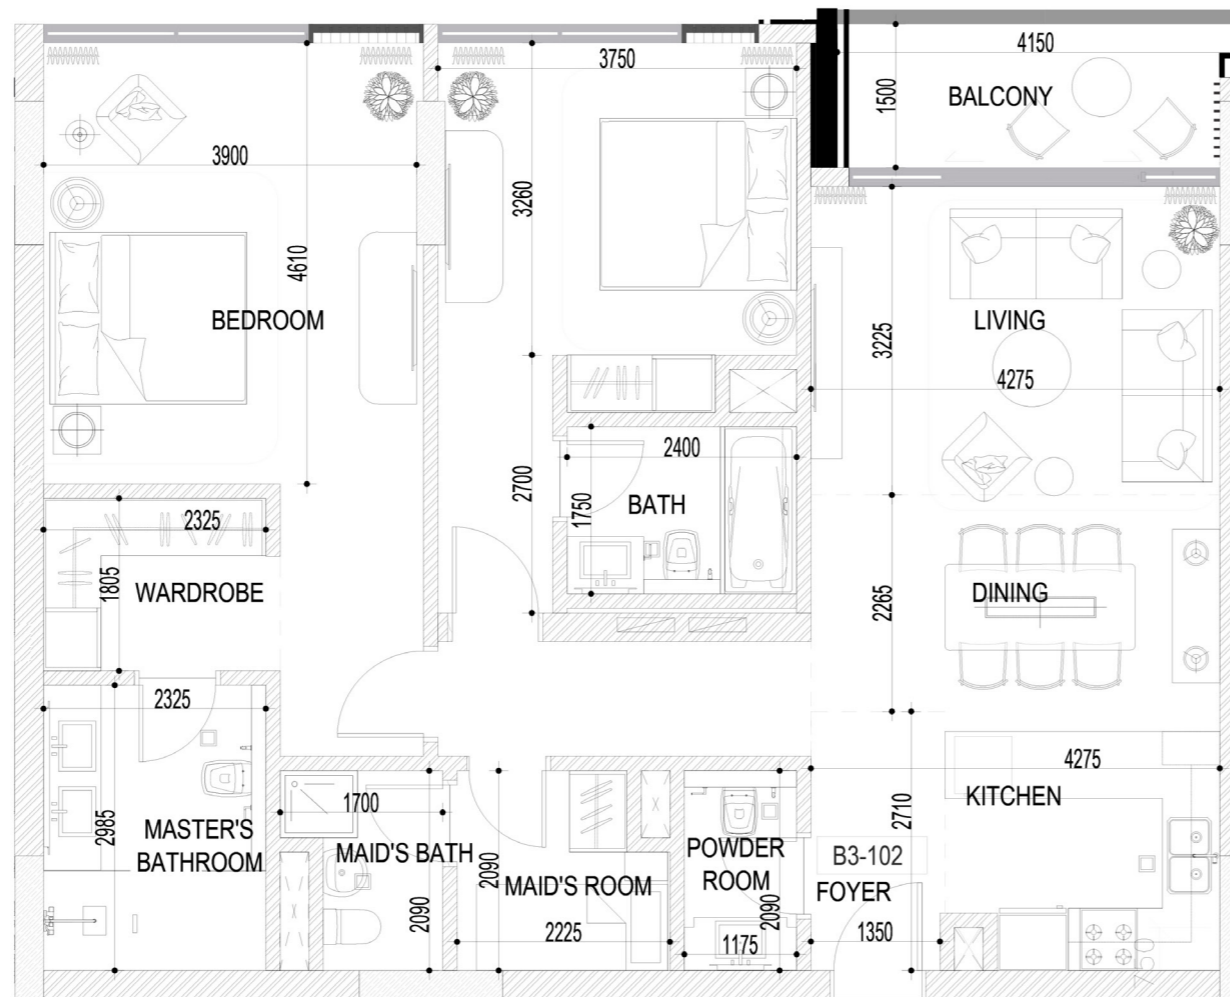 4150
3750
1500
BALCONY
3900
3260
4610
BEDROOM
LIVING
3225
4275
2400
2700
1750
BATH
2325
1805
WARDROBE
2265
DINING
2325
4275
2710
KITCHEN
1700
2985
MASTER'S
BATHROOM
MAID'S BATH
2090
MAID'S ROOM
POWDER
ROOM
B3-102
FOYER
2090
2090
2225
1175
1350